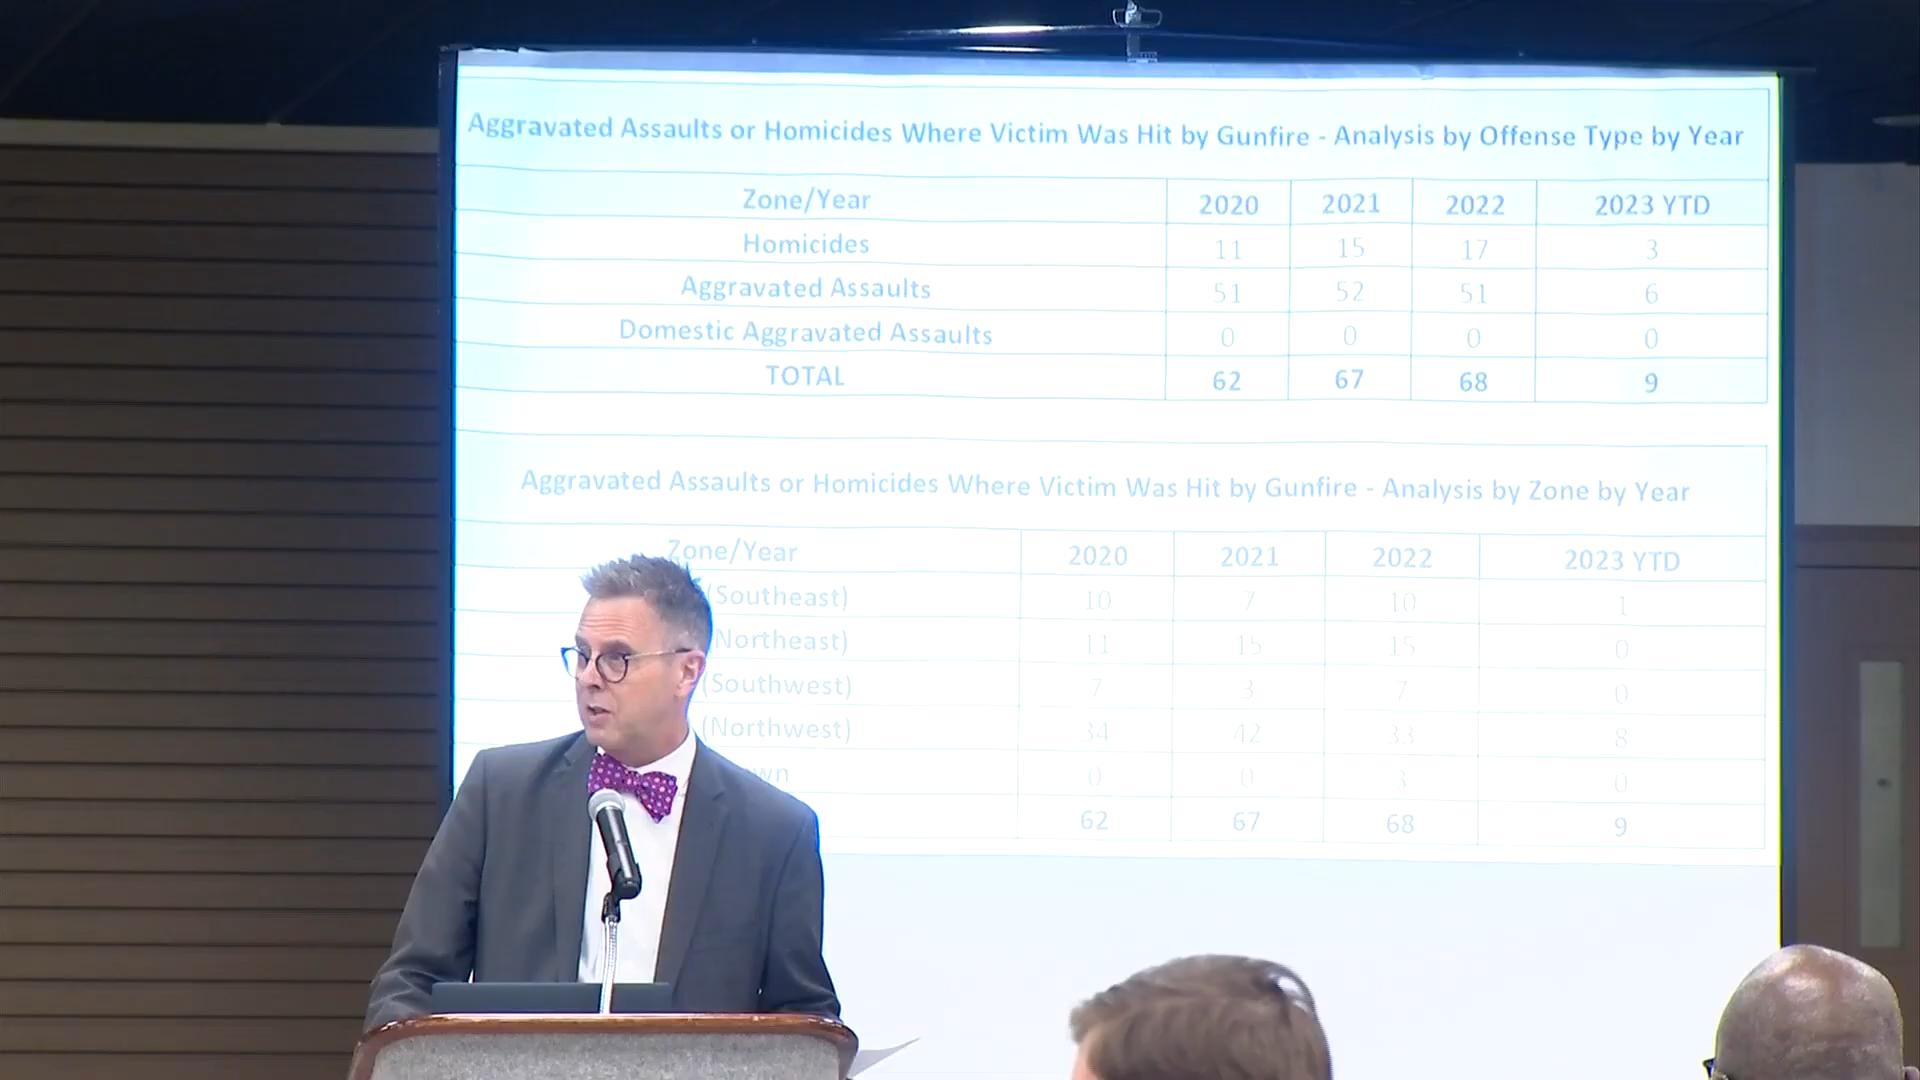 Aggravated Assaults or Homicides Where Victim Was Hit by Gunfire - Analysis by Offense Type by Year
Zone/Year 2020 2021 2022 2023 YTD
Homicides 11 15 17 3
Aggravated Assaults 51 52 51 6
Domestic Aggravated Assaults 0 0 0 0
TOTAL 62 67 68 9
Aggravated Assaults or Homicides Where Victim Was Hit by Gunfire - Analysis by Zone by Year
Zone/Year 2020 2021 2022 2023 YTD
(Southeast) 10 7 10 1
(Northeast) 11 15 15 0
(Southwest) 7 3 7 0
(Northwest) 34 42 33 8
0 0 3 0
62 67 68 9